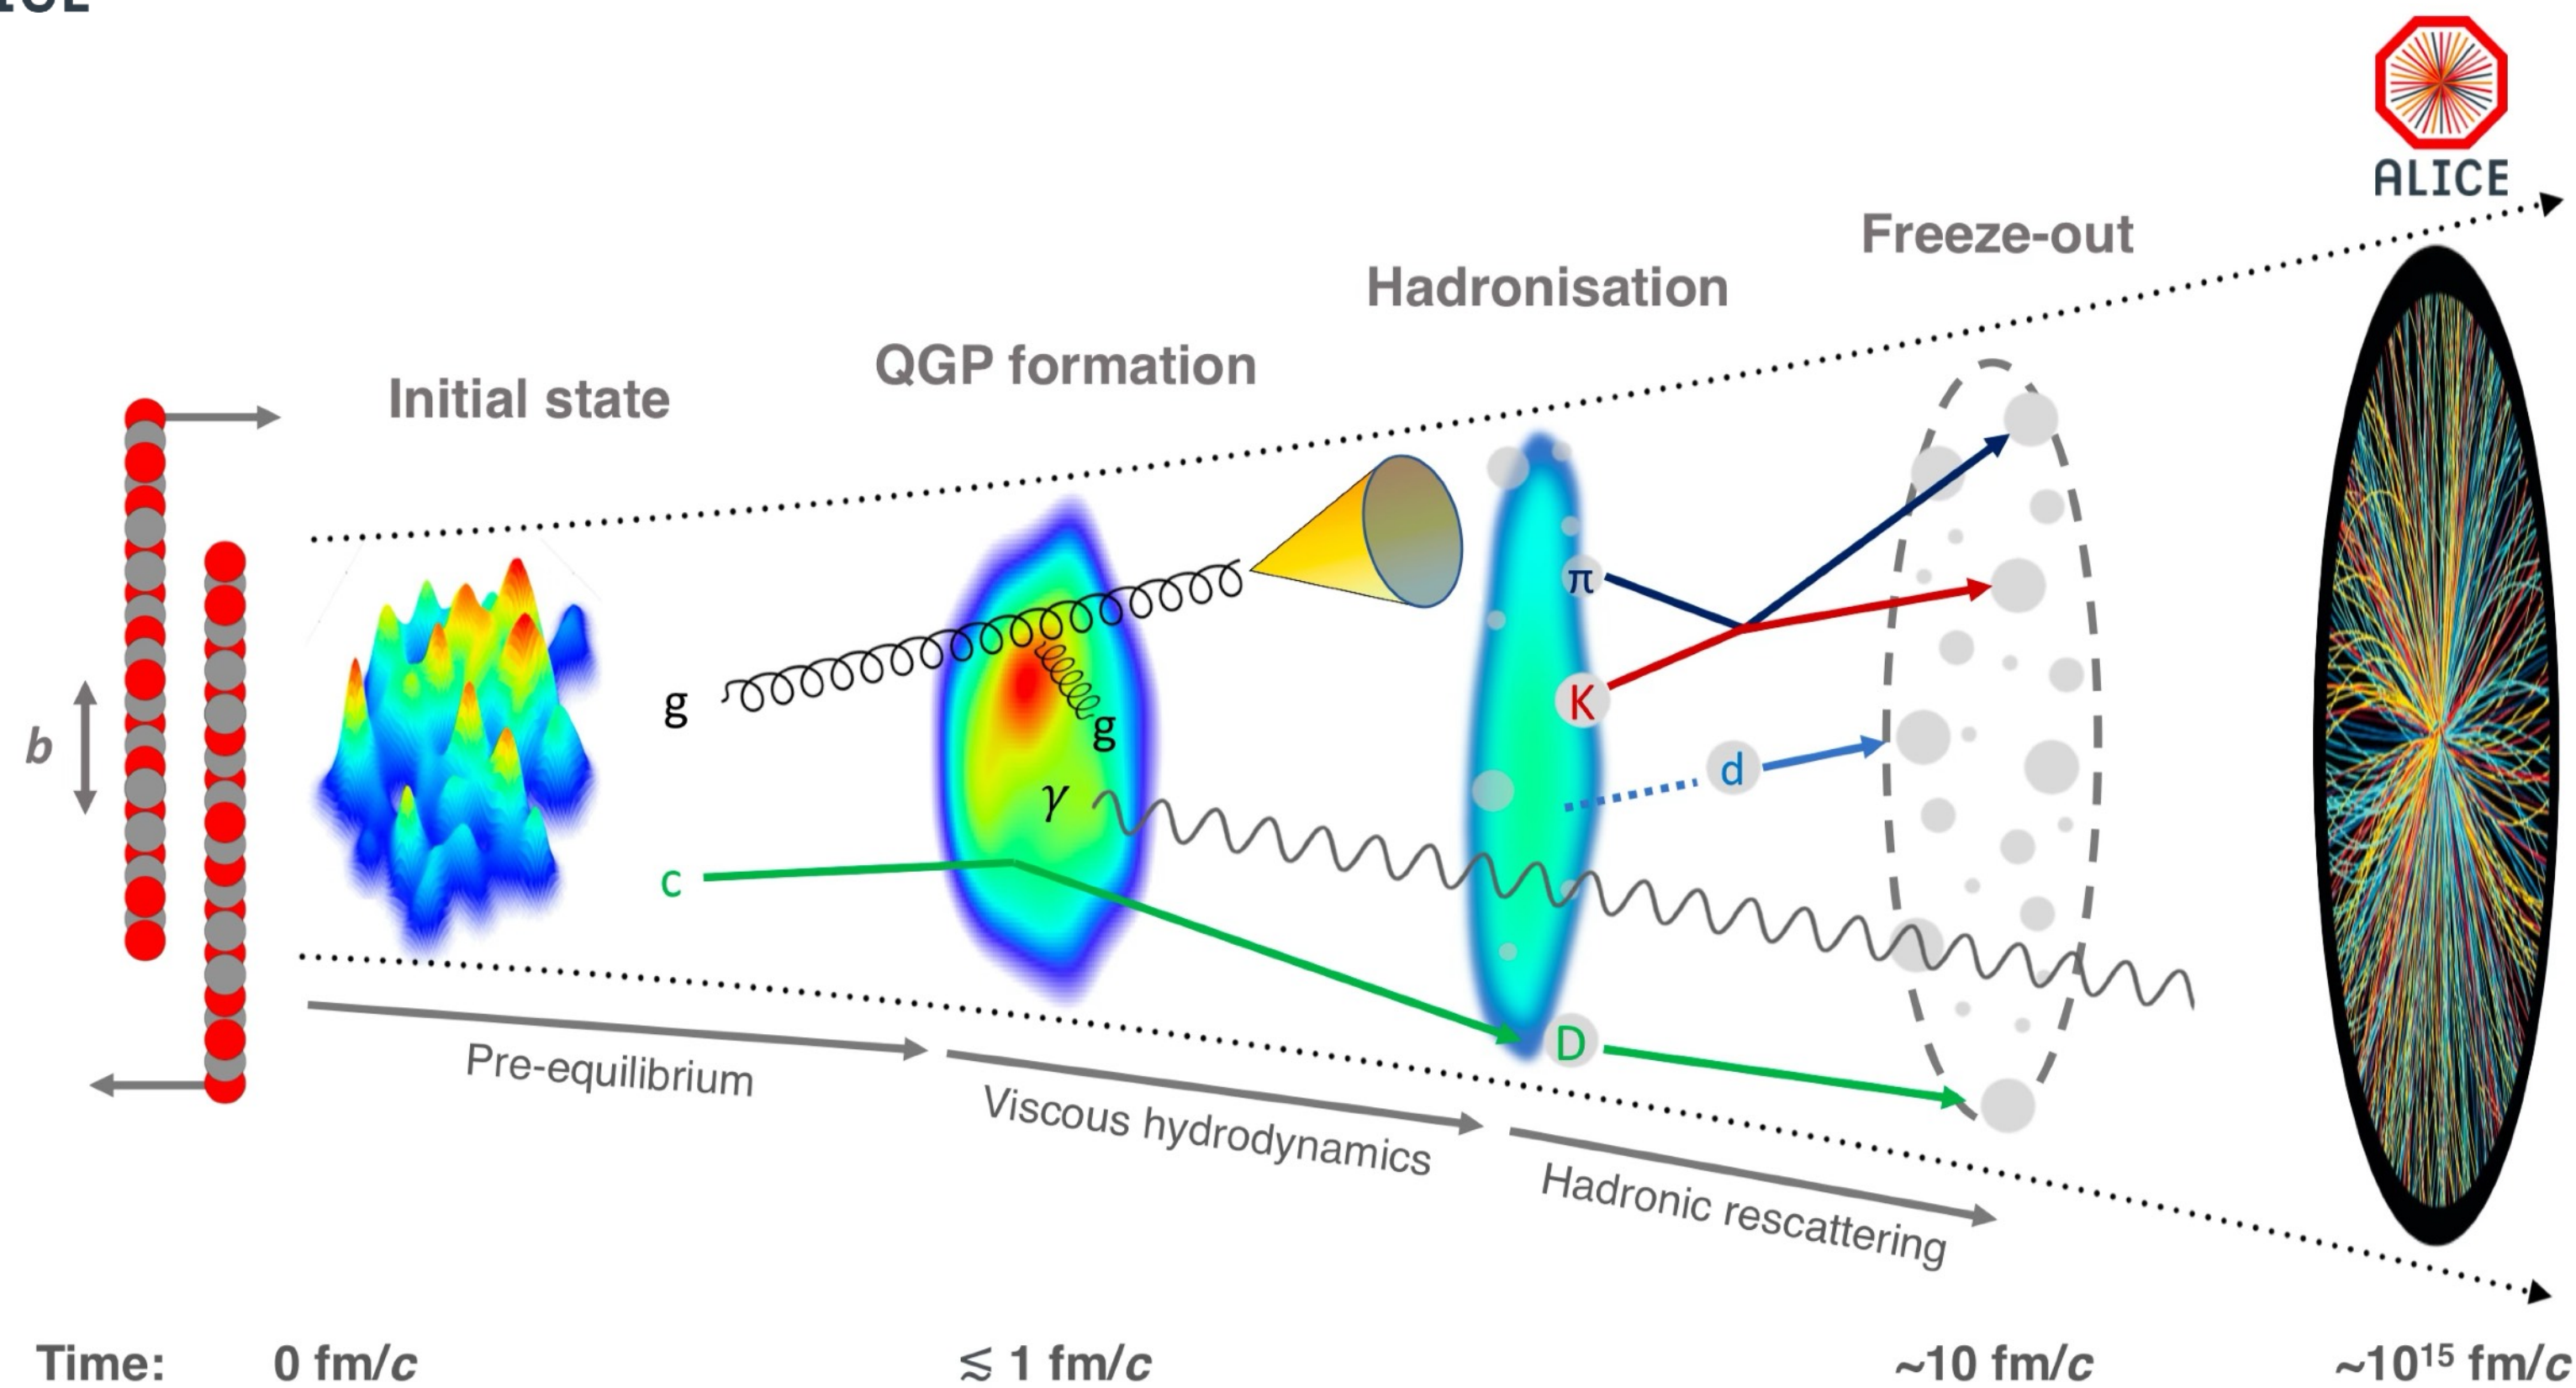 ALICE
Freeze-out
Hadronisation
QGP formation
Initial state
b
g
g
γ
c
π
K
d
D
Pre-equilibrium
Viscous hydrodynamics
Hadronic rescattering
Time: 0 fm/c ≲ 1 fm/c ~10 fm/c ~10¹⁵ fm/c